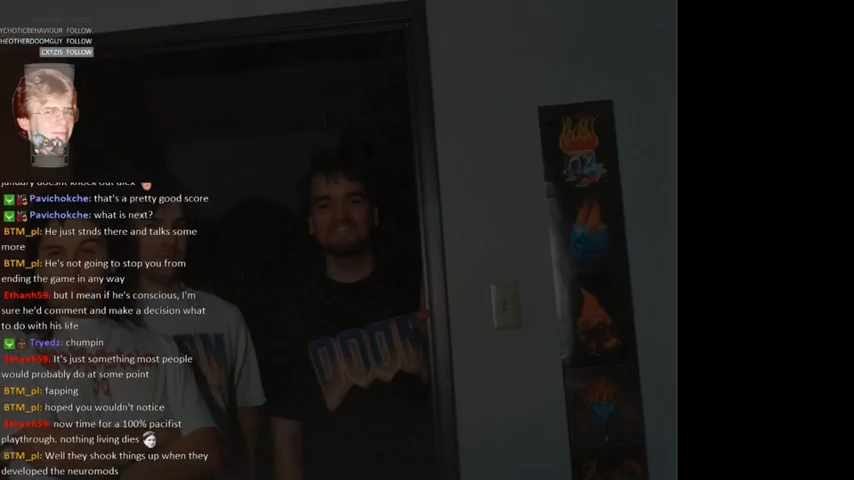 YCHOTICBEHAVIOUR FOLLOW
HEOTHERDOOMGUY FOLLOW
CXYZIS FOLLOW
Pavichokche: that's a pretty good score
Pavichokche: what is next?
BTM_pl: He just stnds there and talks some
more
BTM_pl: He's not going to stop you from
ending the game in any way
Ethanh59: but I mean if he's conscious, I'm
sure he'd comment and make a decision what
to do with his life
Tryedz: chumpin
Ethanh59: It's just something most people
would probably do at some point
BTM_pl: fapping
BTM_pl: hoped you wouldn't notice
Ethanh59: now time for a 100% pacifist
playthrough. nothing living dies
BTM_pl: Well they shook things up when they
developed the neuromods
DOOM